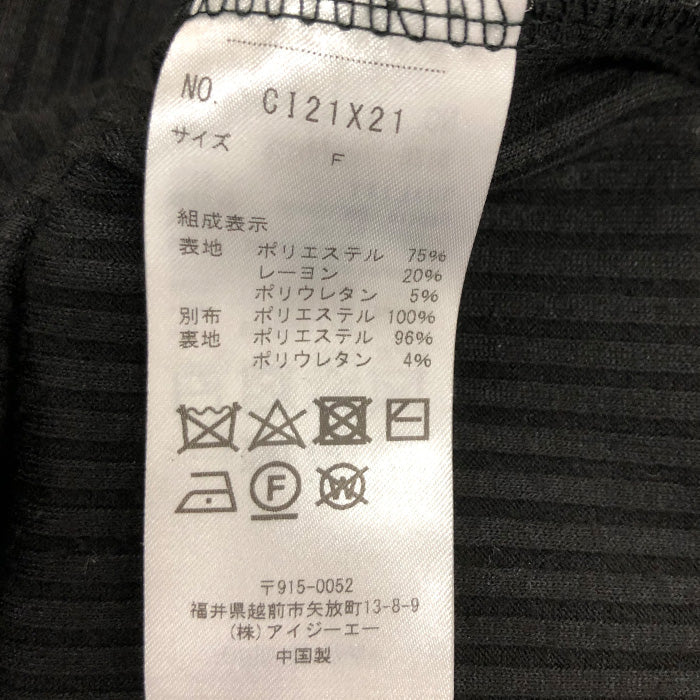 NO. CI21X21
サイズ
F
組成表示
表地 ポリエステル 75%
レーヨン 20%
ポリウレタン 5%
別布 ポリエステル 100%
裏地 ポリエステル 96%
ポリウレタン 4%
F W
〒915-0052
福井県越前市矢放町13-8-9
(株)アイジーエー
中国製